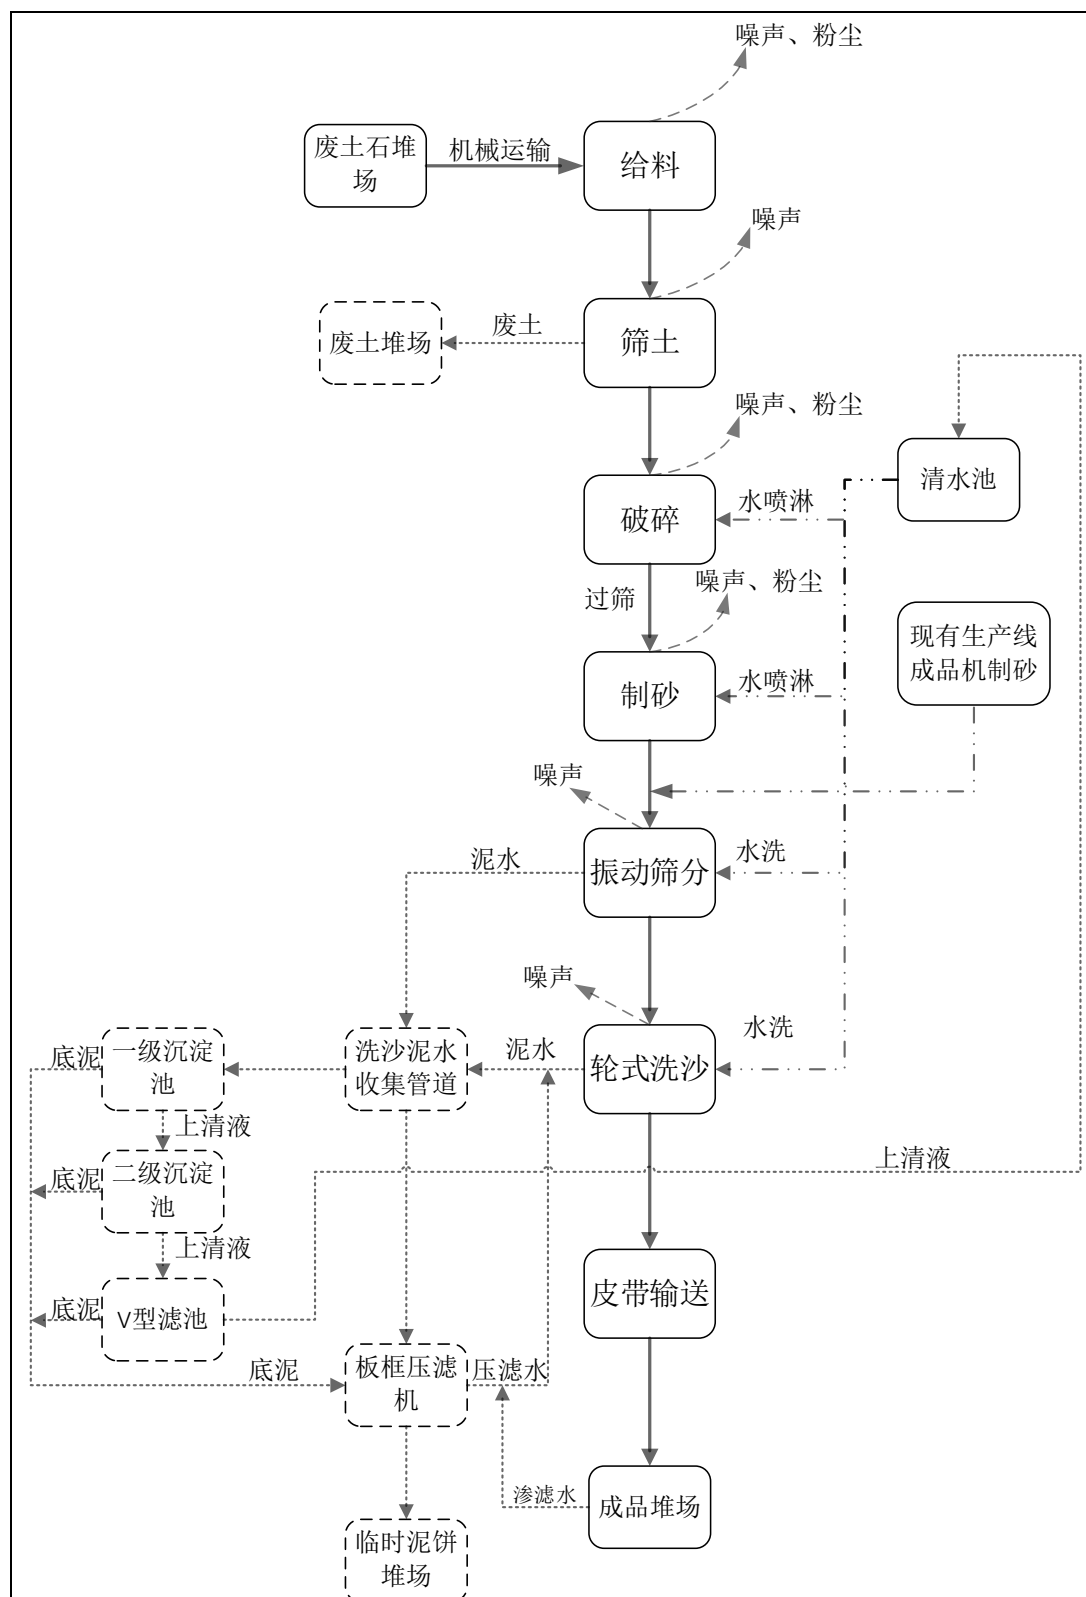 噪声、粉尘
废土石堆
场
机械运输
给料
噪声
废土堆场
废土
筛土
噪声、粉尘
清水池
破碎
水喷淋
过筛
噪声、粉尘
现有生产线
成品机制砂
制砂
水喷淋
噪声
泥水
振动筛分
水洗
噪声
底泥
一级沉淀
池
洗沙泥水
收集管道
泥水
轮式洗沙
水洗
上清液
底泥
二级沉淀
池
上清液
上清液
底泥
V型滤池
皮带输送
底泥
板框压滤
机
压滤水
渗滤水
成品堆场
临时泥饼
堆场